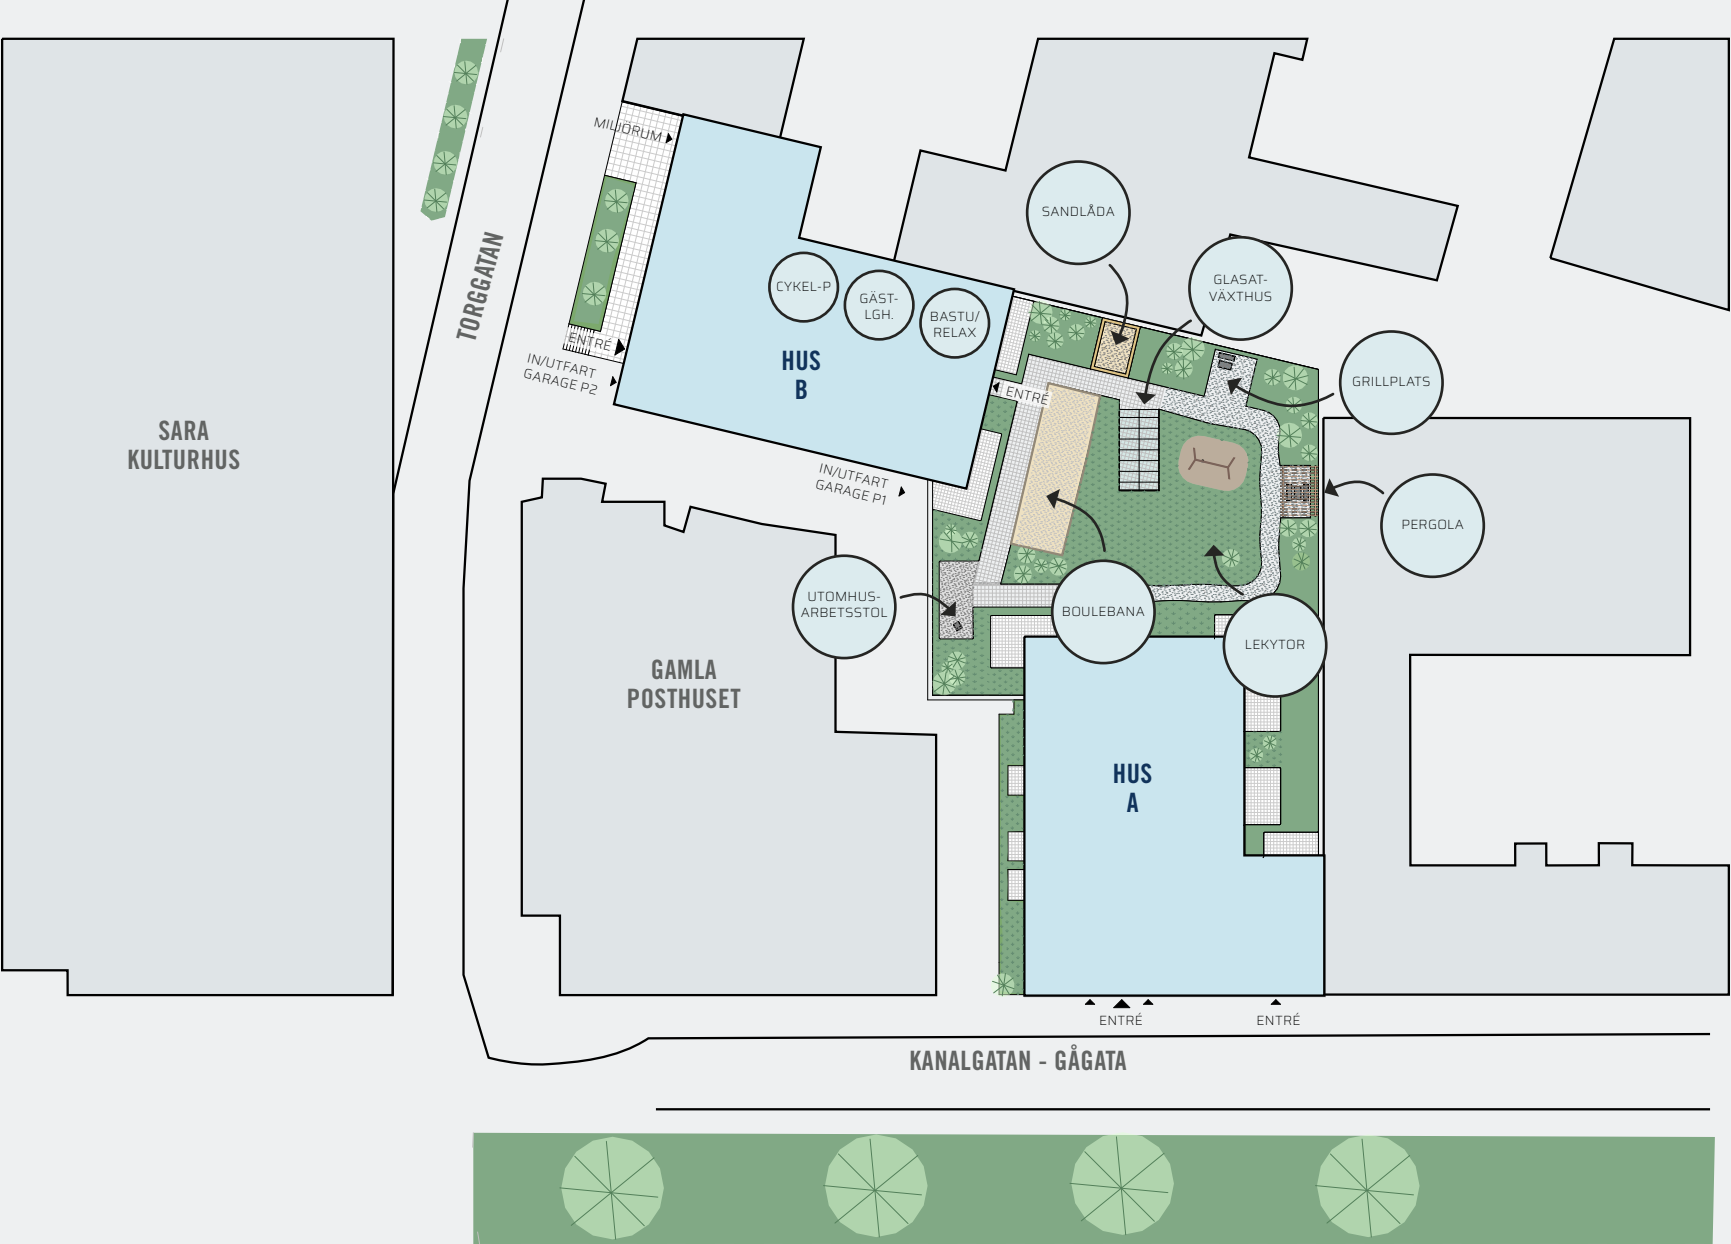 MILJÖRUM
SANDLÅDA
TORGGATAN
CYKEL-P
GÄST-
LGH.
BASTU/
RELAX
GLASAT-
VÄXTHUS
ENTRÉ
IN/UTFART
GARAGE P2
HUS
B
ENTRÉ
GRILLPLATS
SARA
KULTURHUS
IN/UTFART
GARAGE P1
PERGOLA
UTOMHUS-
ARBETSSTOL
BOULEBANA
LEKYTOR
GAMLA
POSTHUSET
HUS
A
ENTRÉ
ENTRÉ
KANALGATAN - GÅGATA